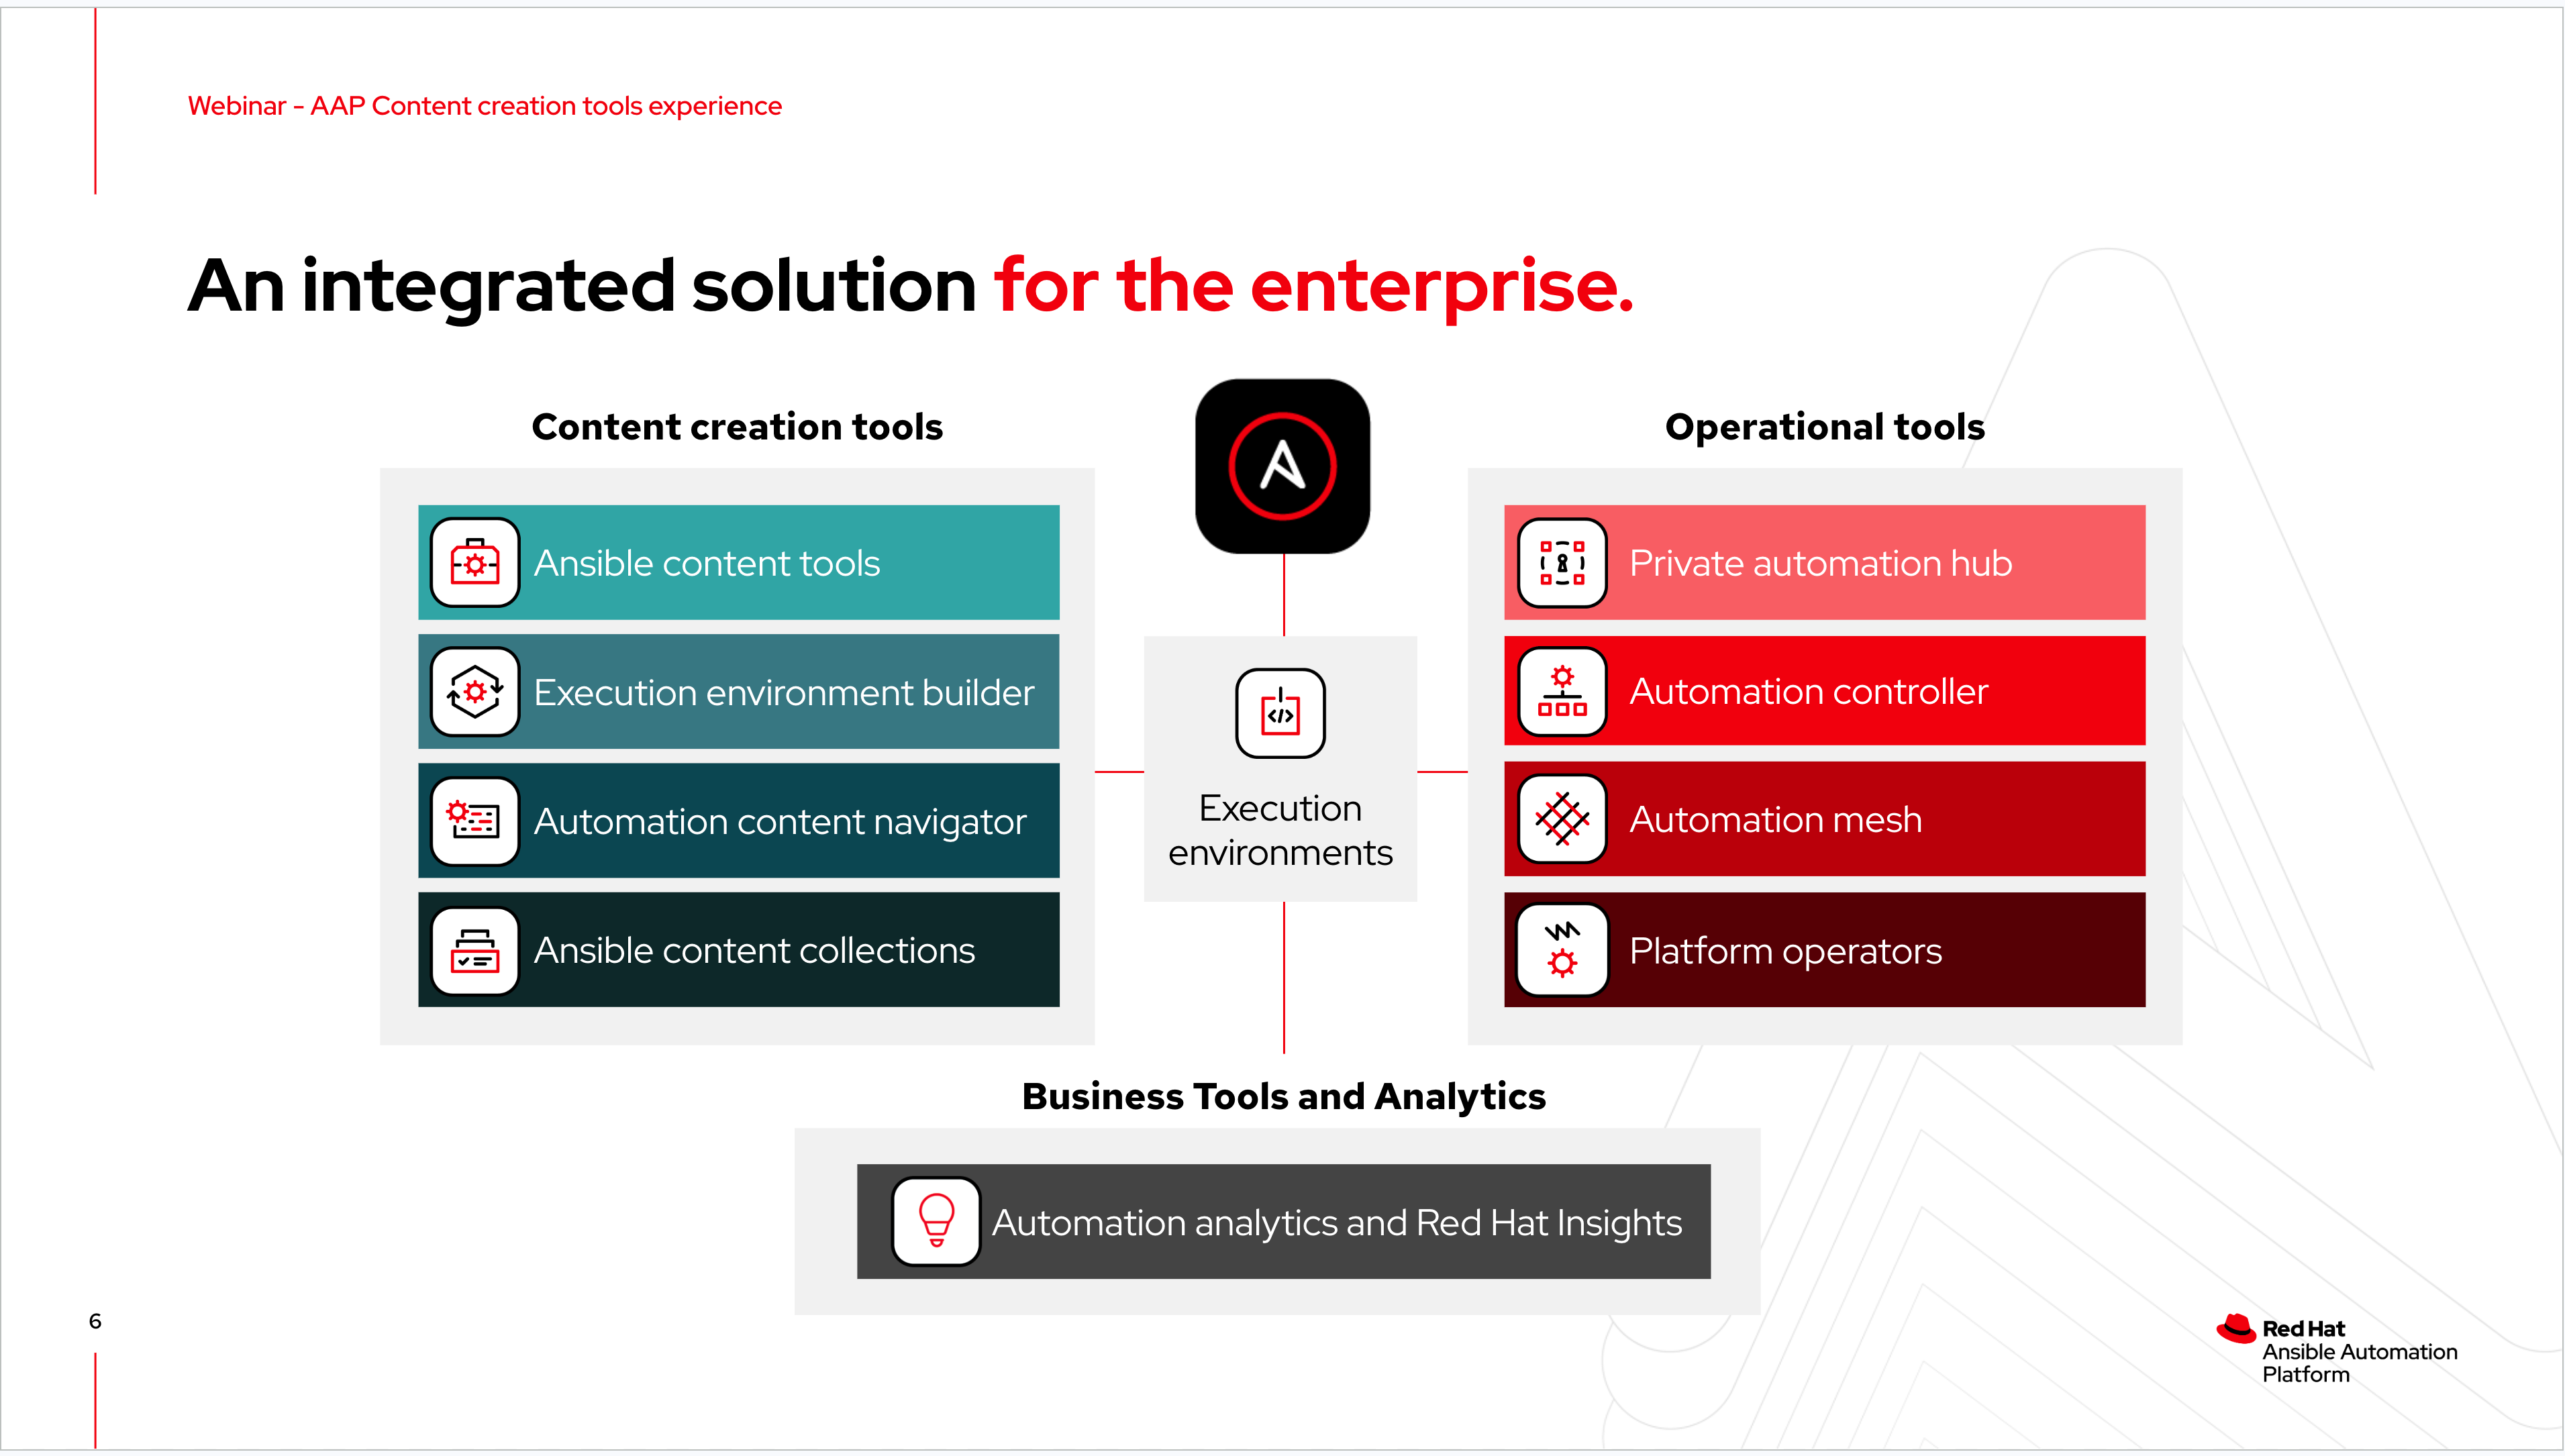 Webinar - AAP Content creation tools experience
An integrated solution for the enterprise.
Content creation tools
Ansible content tools
Execution environment builder
Automation content navigator
Ansible content collections
Execution
environments
Operational tools
Private automation hub
Automation controller
Automation mesh
Platform operators
Business Tools and Analytics
Automation analytics and Red Hat Insights
6
Red Hat
Ansible Automation
Platform